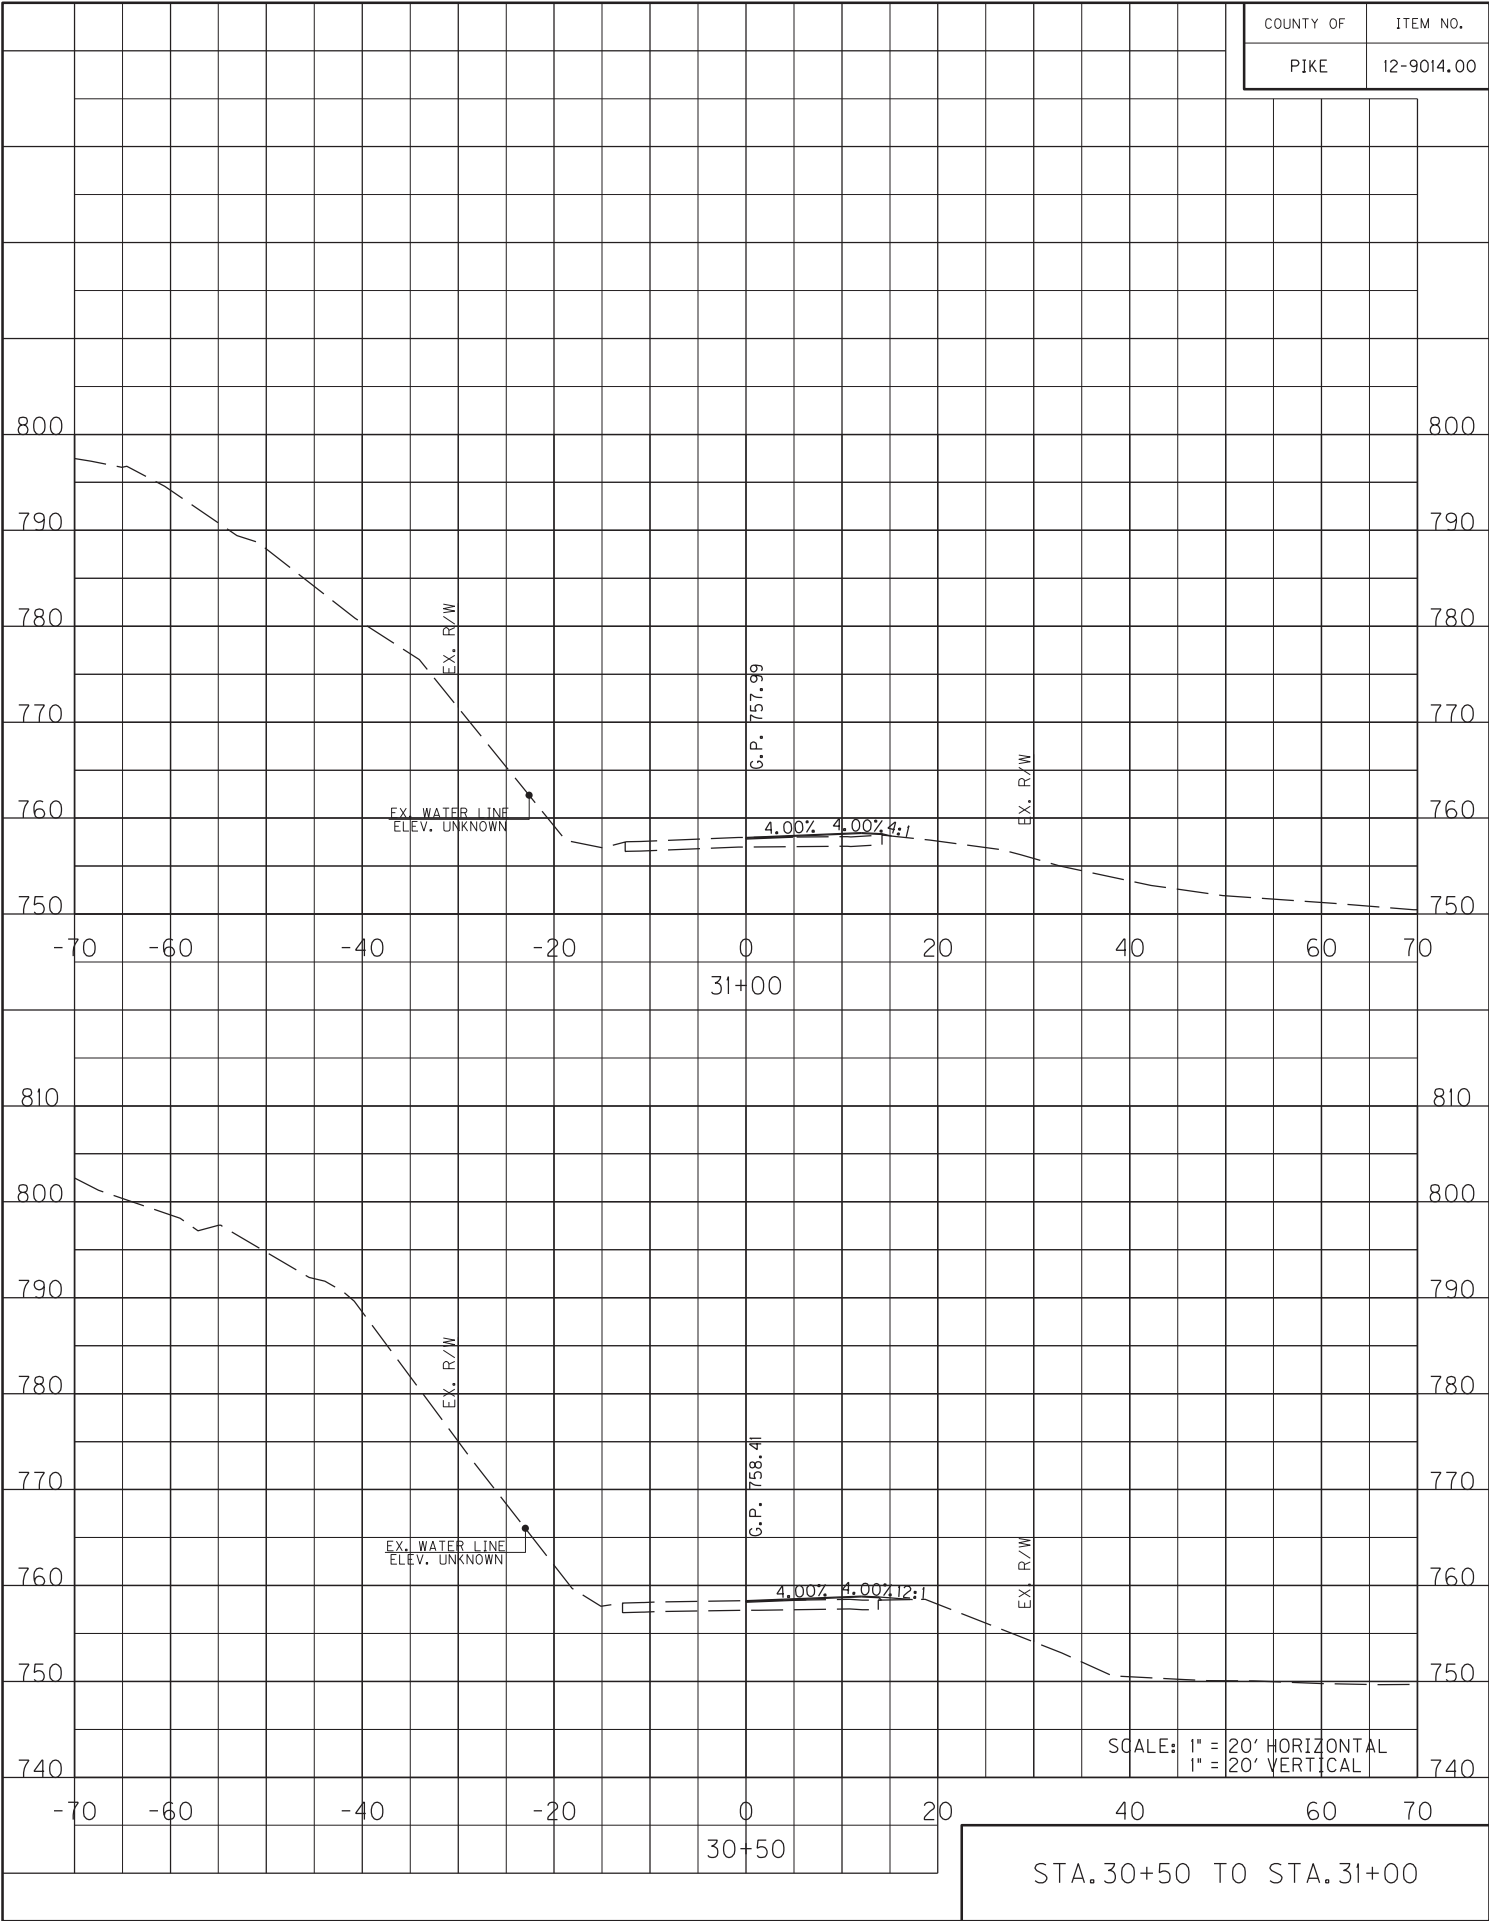 COUNTY OF ITEM NO.
PIKE 12-9014.00
800 800
790 790
780 780
EX. R/W
770 770
G.P. 757.99
EX. R/W
760 760
EX. WATER LINE
ELEV. UNKNOWN
4.00% 4.00% 4:1
750 750
-70 -60 -40 -20 0 20 40 60 70
31+00
810 810
800 800
790 790
EX. R/W
780 780
770 770
G.P. 758.41
EX. WATER LINE
ELEV. UNKNOWN
EX. R/W
760 760
4.00% 4.00% 12:1
750 750
SCALE: 1" = 20' HORIZONTAL
1" = 20' VERTICAL
740 740
-70 -60 -40 -20 0 20 40 60 70
30+50
STA. 30+50 TO STA. 31+00